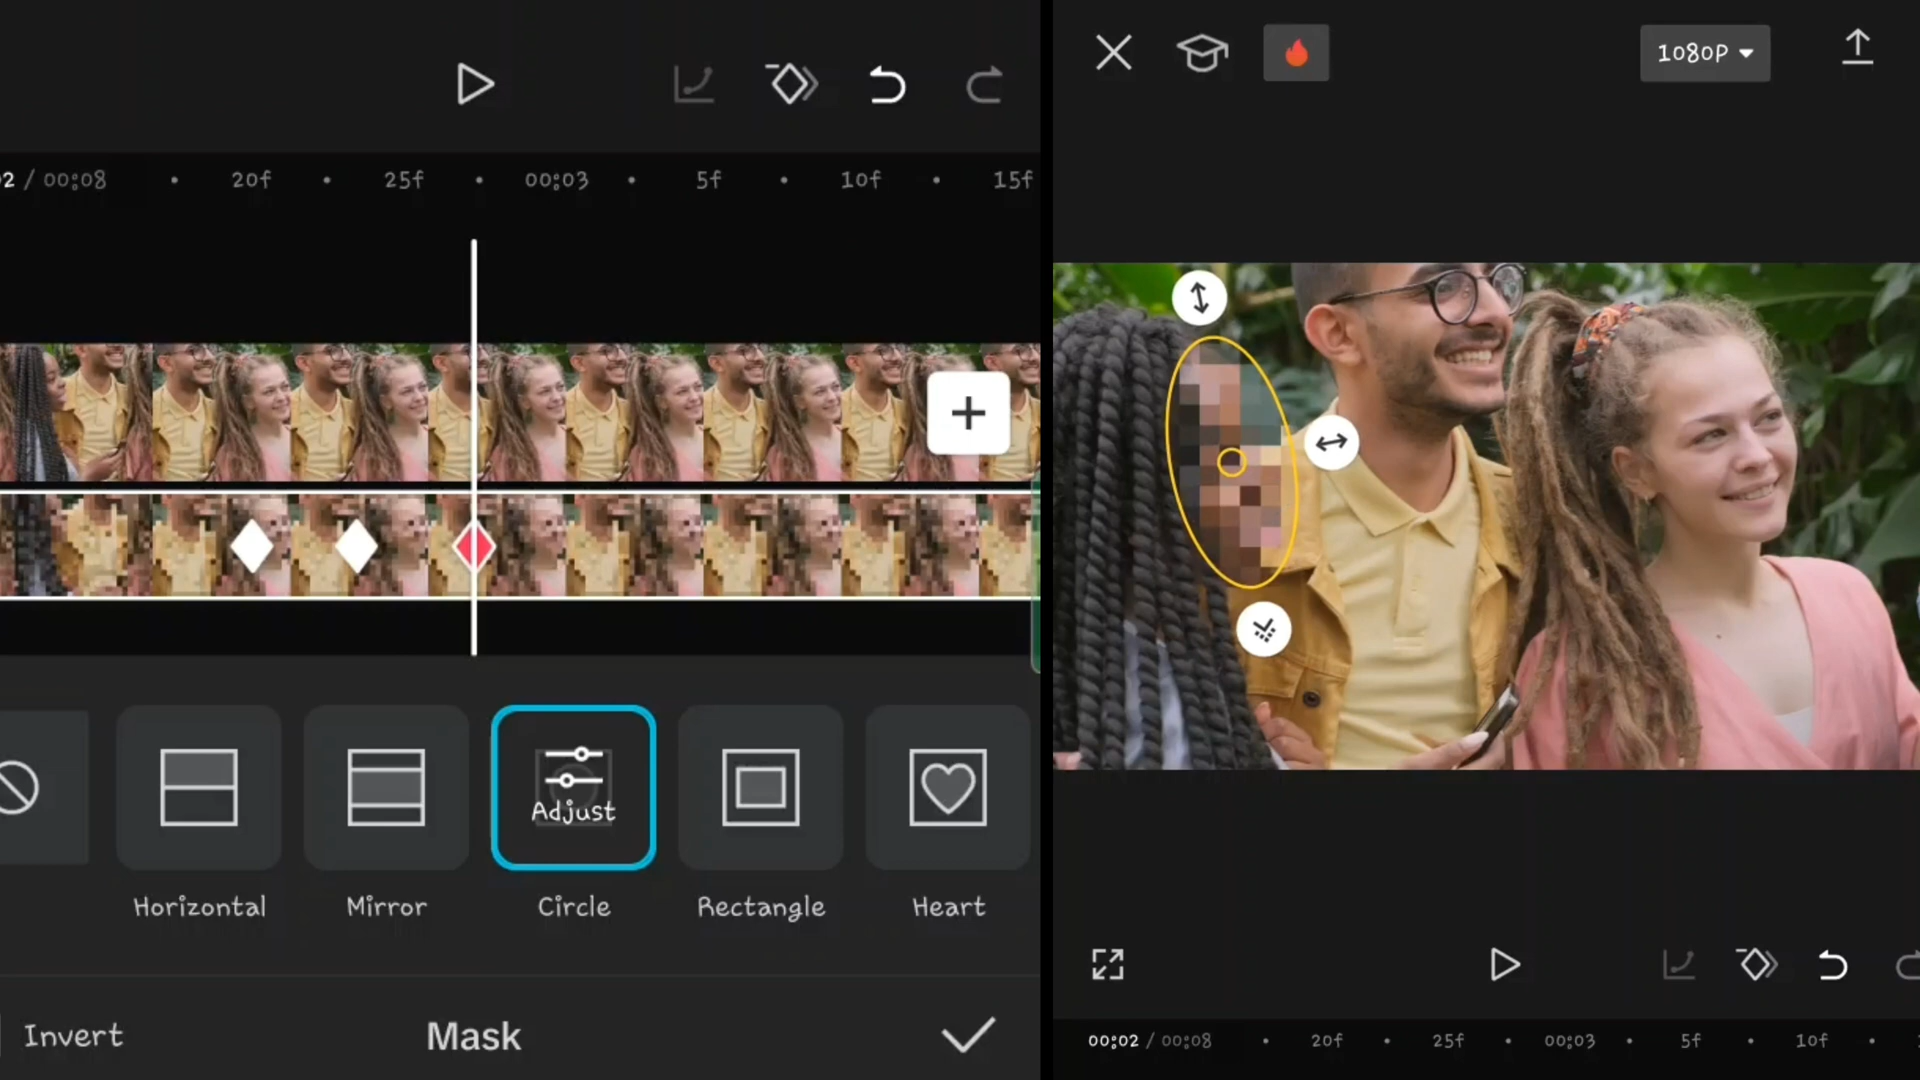 02 / 00:08 20f 25f 00:03 5f 10f 15f
Adjust
Horizontal Mirror Circle Rectangle Heart
Invert Mask
1080P
00:02 / 00:08 20f 25f 00:03 5f 10f